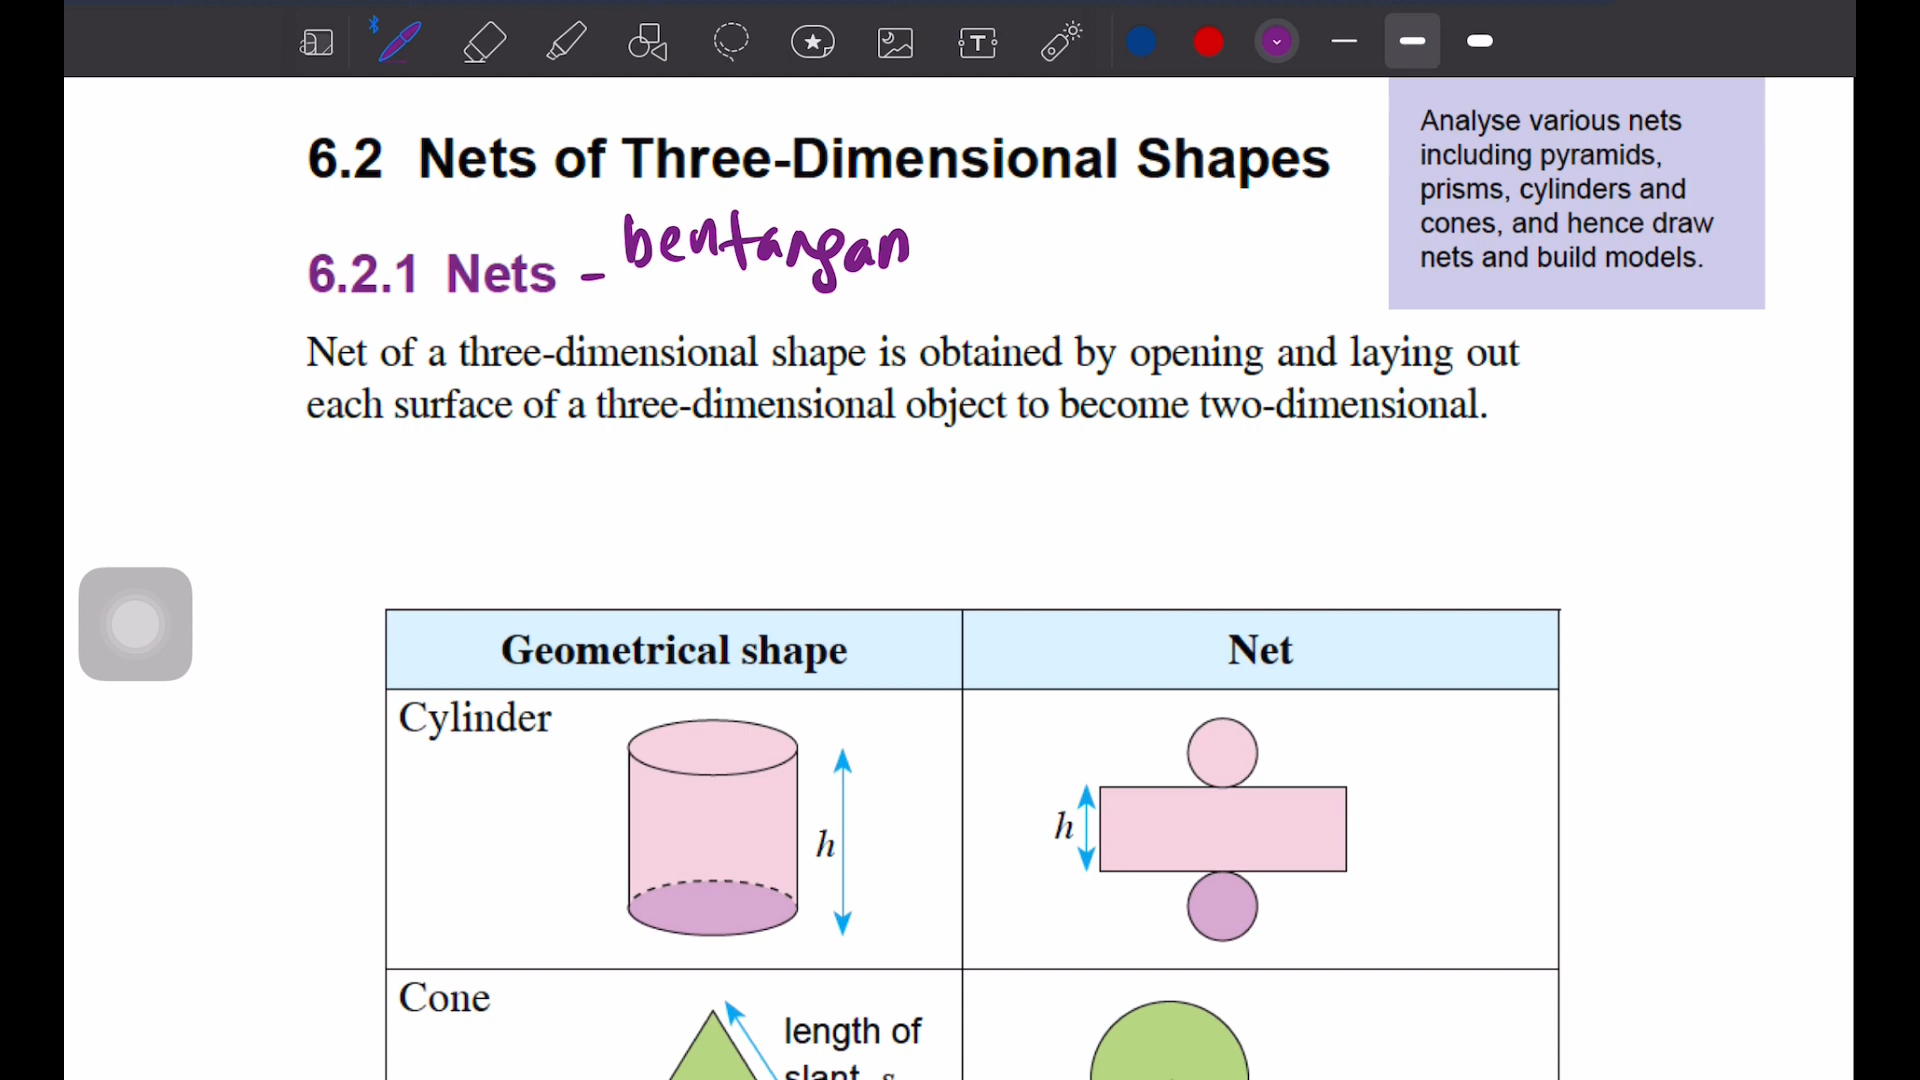 6.2 Nets of Three-Dimensional Shapes
Analyse various nets
including pyramids,
prisms, cylinders and
cones, and hence draw
nets and build models.
6.2.1 Nets - bentangan
Net of a three-dimensional shape is obtained by opening and laying out
each surface of a three-dimensional object to become two-dimensional.
Geometrical shape
Net
Cylinder
h
h
Cone
length of
slant, s